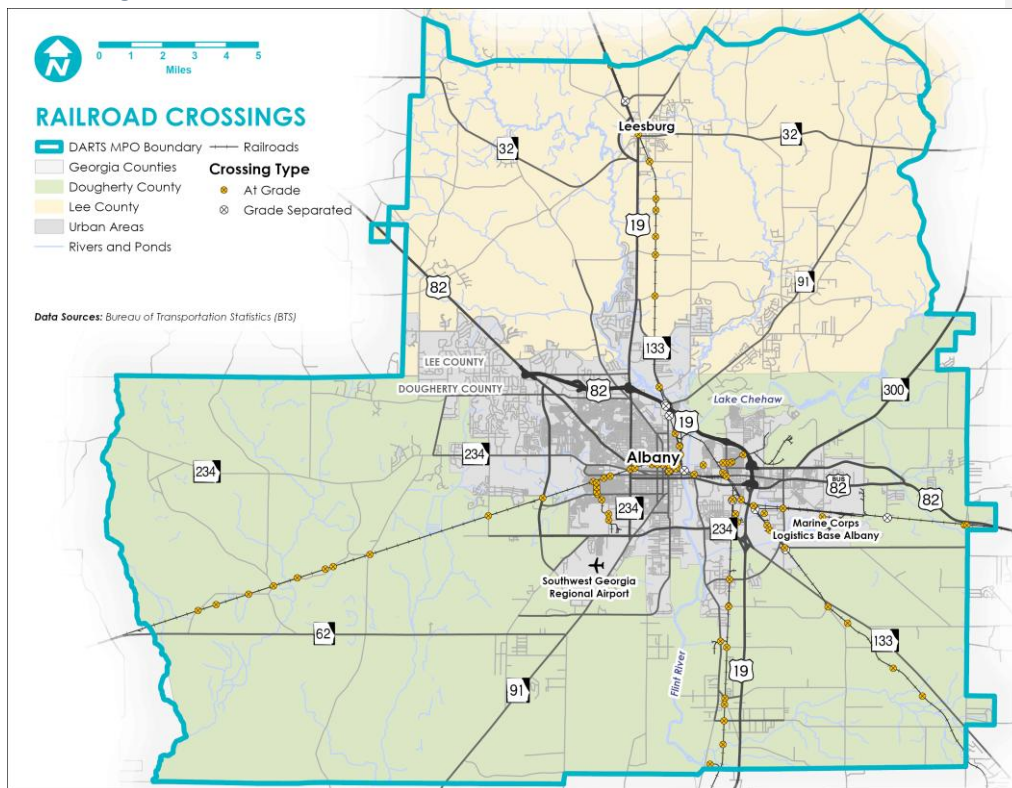 N
0 1 2 3 4 5
Miles
RAILROAD CROSSINGS
DARTS MPO Boundary
Georgia Counties
Dougherty County
Lee County
Urban Areas
Rivers and Ponds
Railroads
Crossing Type
At Grade
Grade Separated
Data Sources: Bureau of Transportation Statistics (BTS)
Leesburg
32
32
19
82
91
133
LEE COUNTY
DOUGHERTY COUNTY
82
Lake Chehaw
300
19
234
234
Albany
BUS
82
82
234
234
Marine Corps
Logistics Base Albany
Southwest Georgia
Regional Airport
62
133
Flint River
19
91